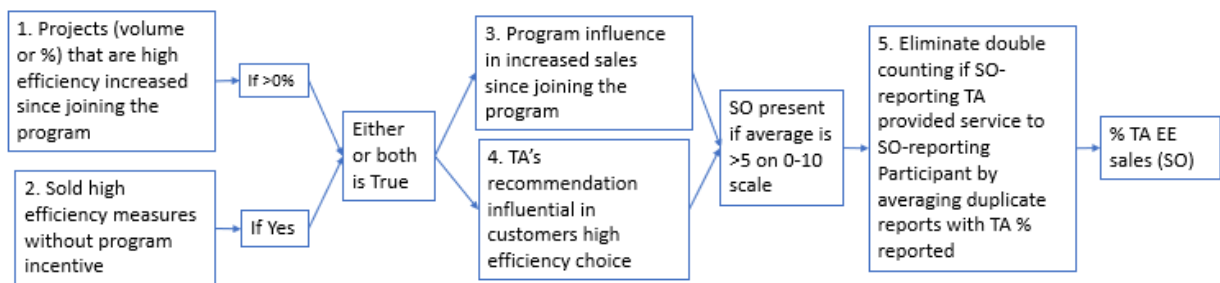 1. Projects (volume
or %) that are high
efficiency increased
since joining the
program
If >0%
2. Sold high
efficiency measures
without program
incentive
If Yes
Either
or both
is True
3. Program influence
in increased sales
since joining the
program
4. TA's
recommendation
influential in
customers high
efficiency choice
SO present
if average is
>5 on 0-10
scale
5. Eliminate double
counting if SO-
reporting TA
provided service to
SO-reporting
Participant by
averaging duplicate
reports with TA %
reported
% TA EE
sales (SO)